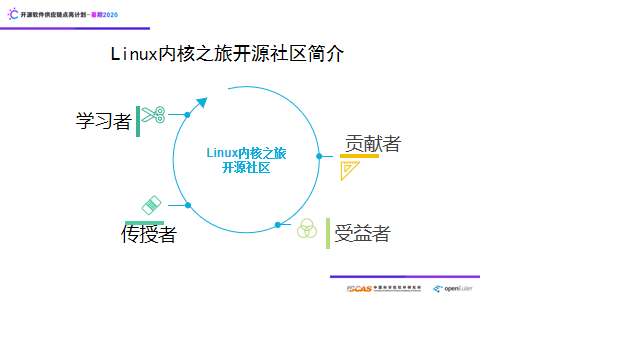 开源软件供应链点亮计划-暑期2020
Linux内核之旅开源社区简介
学习者
Linux内核之旅
开源社区
贡献者
传授者
受益者
ISCAS 中国科学院软件研究所
openEuler